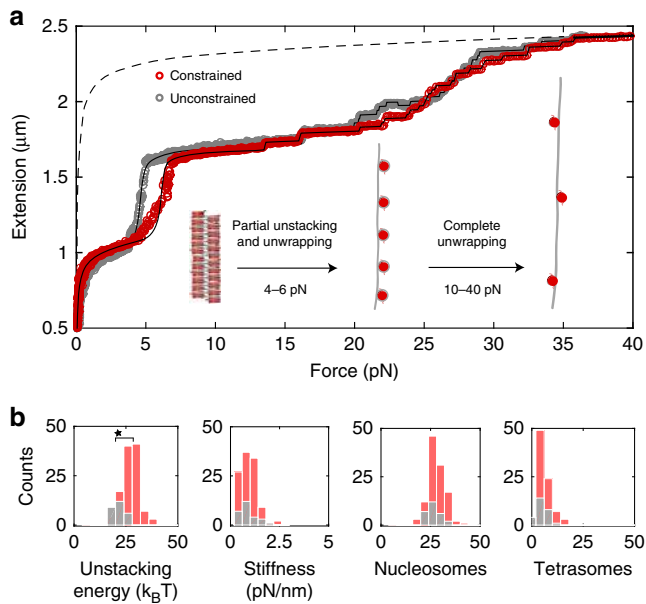 a
2.5
2
1.5
1
0.5
Extension (μm)
Constrained
Unconstrained
Partial unstacking
and unwrapping
4–6 pN
Complete
unwrapping
10–40 pN
0 5 10 15 20 25 30 35 40
Force (pN)
b
Counts
50
25
0
★
0 25 50
Unstacking
energy (kBT)
50
25
0
0 2.5 5
Stiffness
(pN/nm)
50
25
0
0 25 50
Nucleosomes
50
25
0
0 25 50
Tetrasomes